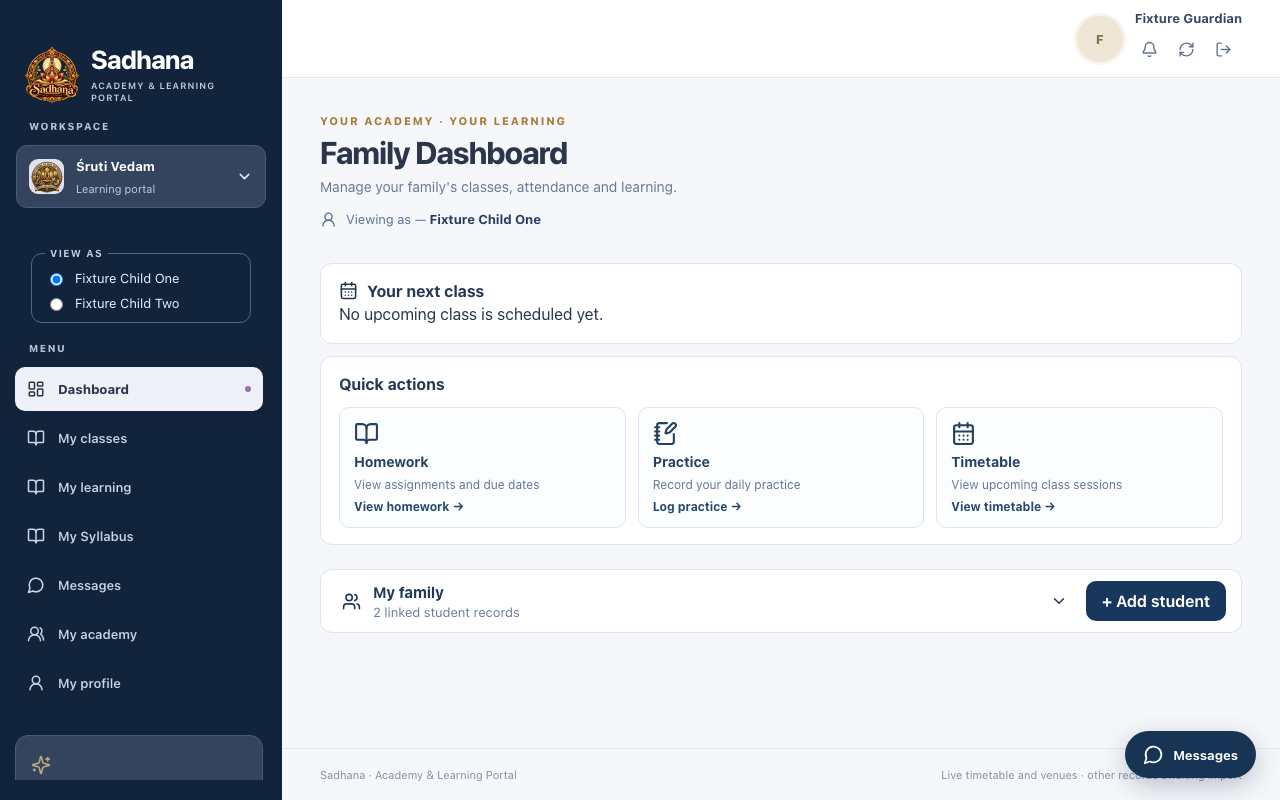 Sadhana
ACADEMY & LEARNING
PORTAL
Sadhana
WORKSPACE
Śruti Vedam
Learning portal
VIEW AS
Fixture Child One
Fixture Child Two
MENU
Dashboard
My classes
My learning
My Syllabus
Messages
My academy
My profile
F
Fixture Guardian
YOUR ACADEMY · YOUR LEARNING
Family Dashboard
Manage your family's classes, attendance and learning.
Viewing as — Fixture Child One
Your next class
No upcoming class is scheduled yet.
Quick actions
Homework
View assignments and due dates
View homework →
Practice
Record your daily practice
Log practice →
Timetable
View upcoming class sessions
View timetable →
My family
2 linked student records
+ Add student
Sadhana · Academy & Learning Portal
Live timetable and venues · other
Messages